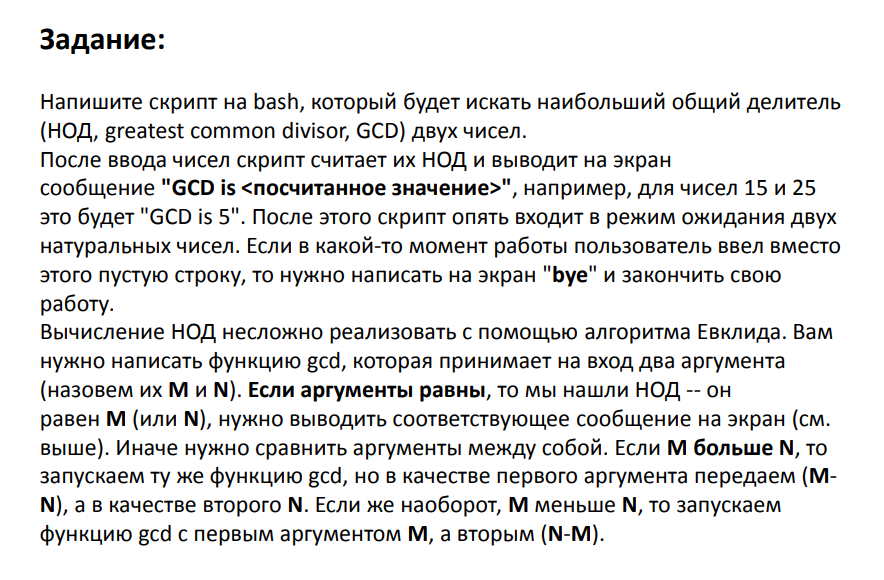 Задание:
Напишите скрипт на bash, который будет искать наибольший общий делитель
(НОД, greatest common divisor, GCD) двух чисел.
После ввода чисел скрипт считает их НОД и выводит на экран
сообщение "GCD is <посчитанное значение>", например, для чисел 15 и 25
это будет "GCD is 5". После этого скрипт опять входит в режим ожидания двух
натуральных чисел. Если в какой-то момент работы пользователь ввел вместо
этого пустую строку, то нужно написать на экран "bye" и закончить свою
работу.
Вычисление НОД несложно реализовать с помощью алгоритма Евклида. Вам
нужно написать функцию gcd, которая принимает на вход два аргумента
(назовем их M и N). Если аргументы равны, то мы нашли НОД -- он
равен M (или N), нужно выводить соответствующее сообщение на экран (см.
выше). Иначе нужно сравнить аргументы между собой. Если M больше N, то
запускаем ту же функцию gcd, но в качестве первого аргумента передаем (M-
N), а в качестве второго N. Если же наоборот, M меньше N, то запускаем
функцию gcd с первым аргументом M, а вторым (N-M).